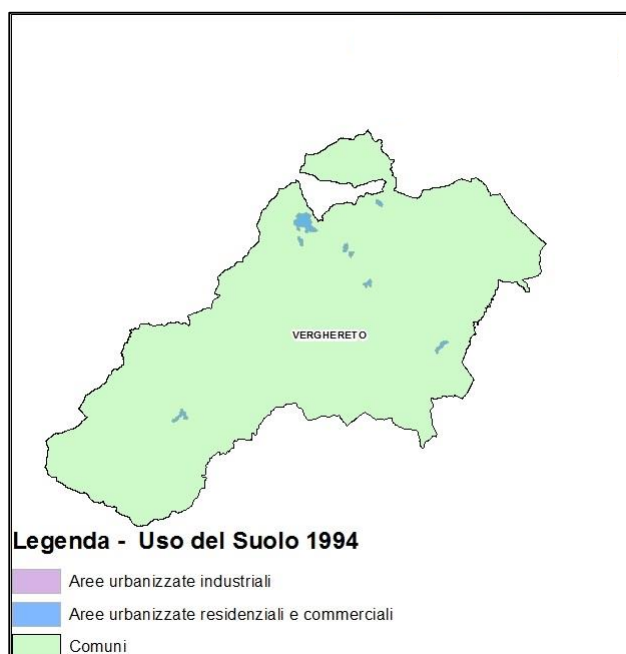 VERGHERETO
Legenda - Uso del Suolo 1994
Aree urbanizzate industriali
Aree urbanizzate residenziali e commerciali
Comuni